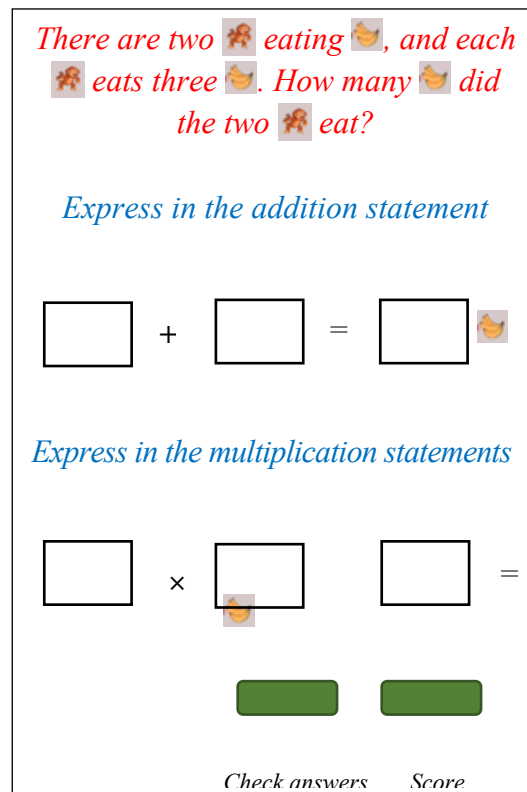 There are two eating , and each
eats three . How many did
the two eat?
Express in the addition statement
+ =
Express in the multiplication statements
× =
Check answers Score